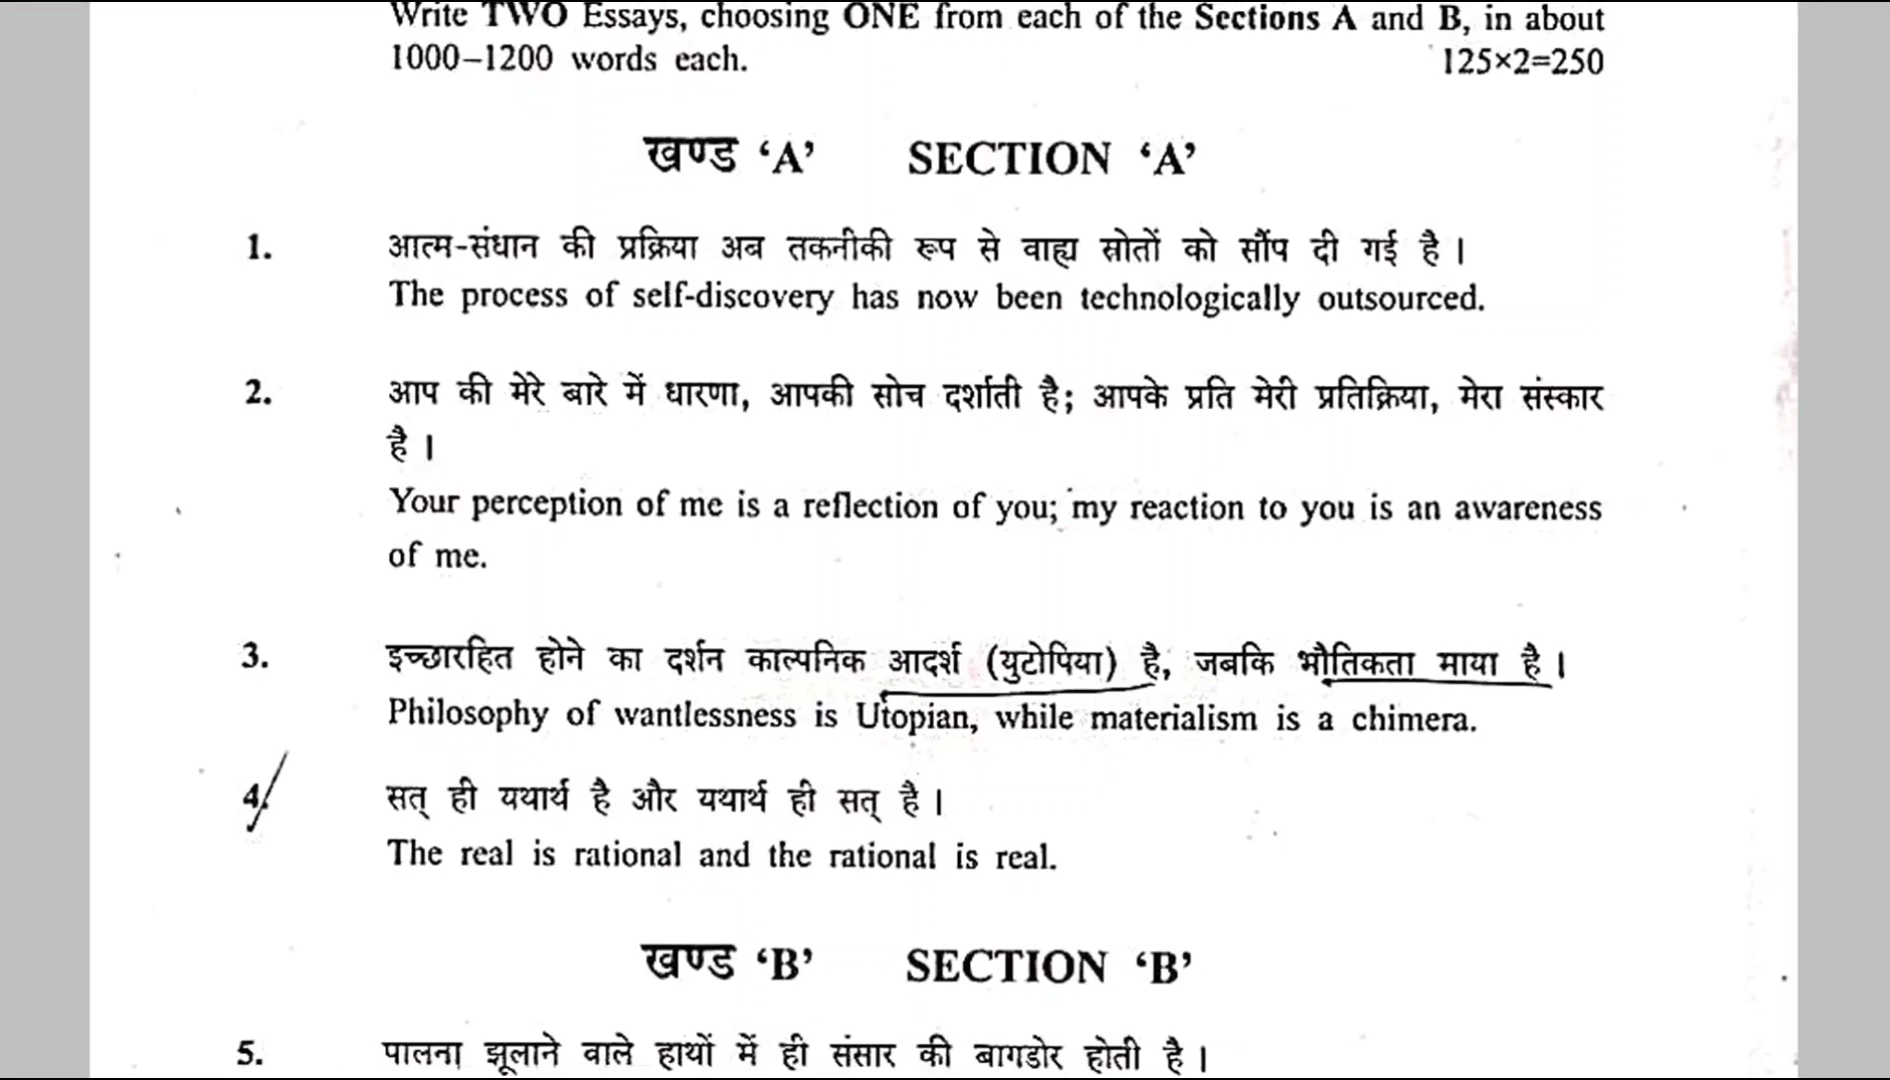 Write TWO Essays, choosing ONE from each of the Sections A and B, in about
1000–1200 words each. 125×2=250
खण्ड ‘A’ SECTION ‘A’
1. आत्म-संधान की प्रक्रिया अब तकनीकी रूप से वाह्य स्रोतों को सौंप दी गई है ।
The process of self-discovery has now been technologically outsourced.
2. आप की मेरे बारे में धारणा, आपकी सोच दर्शाती है; आपके प्रति मेरी प्रतिक्रिया, मेरा संस्कार
है ।
Your perception of me is a reflection of you; my reaction to you is an awareness
of me.
3. इच्छारहित होने का दर्शन काल्पनिक आदर्श (युटोपिया) है, जबकि भौतिकता माया है ।
Philosophy of wantlessness is Utopian, while materialism is a chimera.
4. सत् ही यथार्थ है और यथार्थ ही सत् है ।
The real is rational and the rational is real.
खण्ड ‘B’ SECTION ‘B’
5. पालना झूलाने वाले हाथों में ही संसार की बागडोर होती है ।